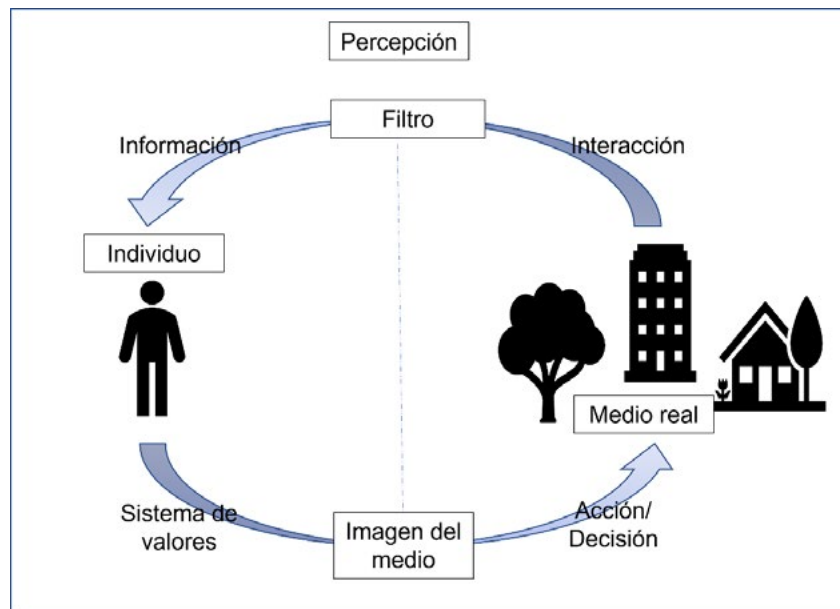 Percepción
Filtro
Información
Interacción
Individuo
Medio real
Sistema de
valores
Imagen del
medio
Acción/
Decisión